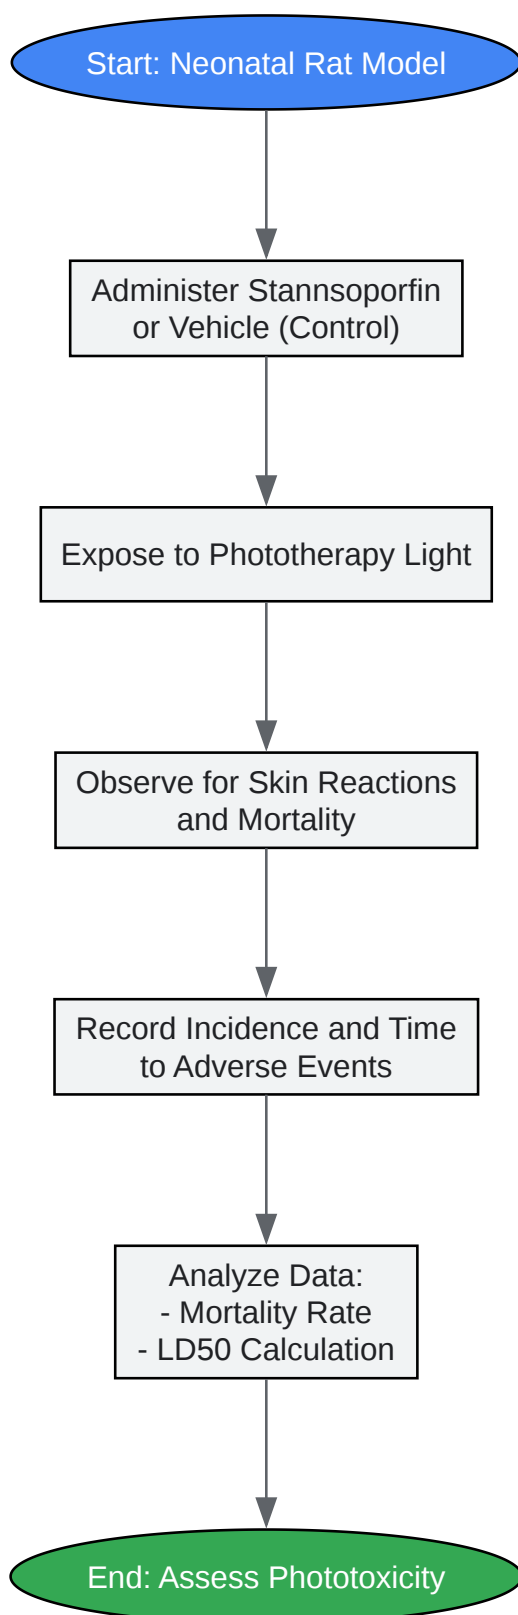 Start: Neonatal Rat Model
Administer Stannsoporfin
or Vehicle (Control)
Expose to Phototherapy Light
Observe for Skin Reactions
and Mortality
Record Incidence and Time
to Adverse Events
Analyze Data:
- Mortality Rate
- LD50 Calculation
End: Assess Phototoxicity